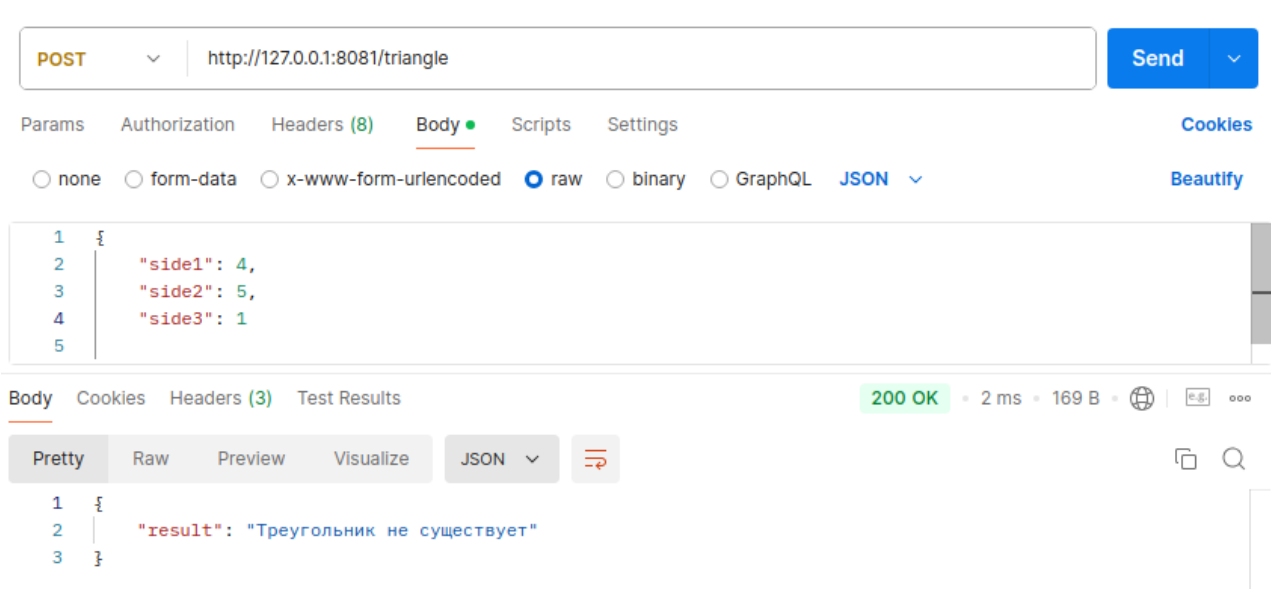 POST http://127.0.0.1:8081/triangle Send
Params Authorization Headers (8) Body Scripts Settings Cookies
none form-data x-www-form-urlencoded raw binary GraphQL JSON Beautify
1 {
2 "side1": 4,
3 "side2": 5,
4 "side3": 1
5
Body Cookies Headers (3) Test Results 200 OK 2 ms 169 B e.g.
Pretty Raw Preview Visualize JSON
1 {
2 "result": "Треугольник не существует"
3 }